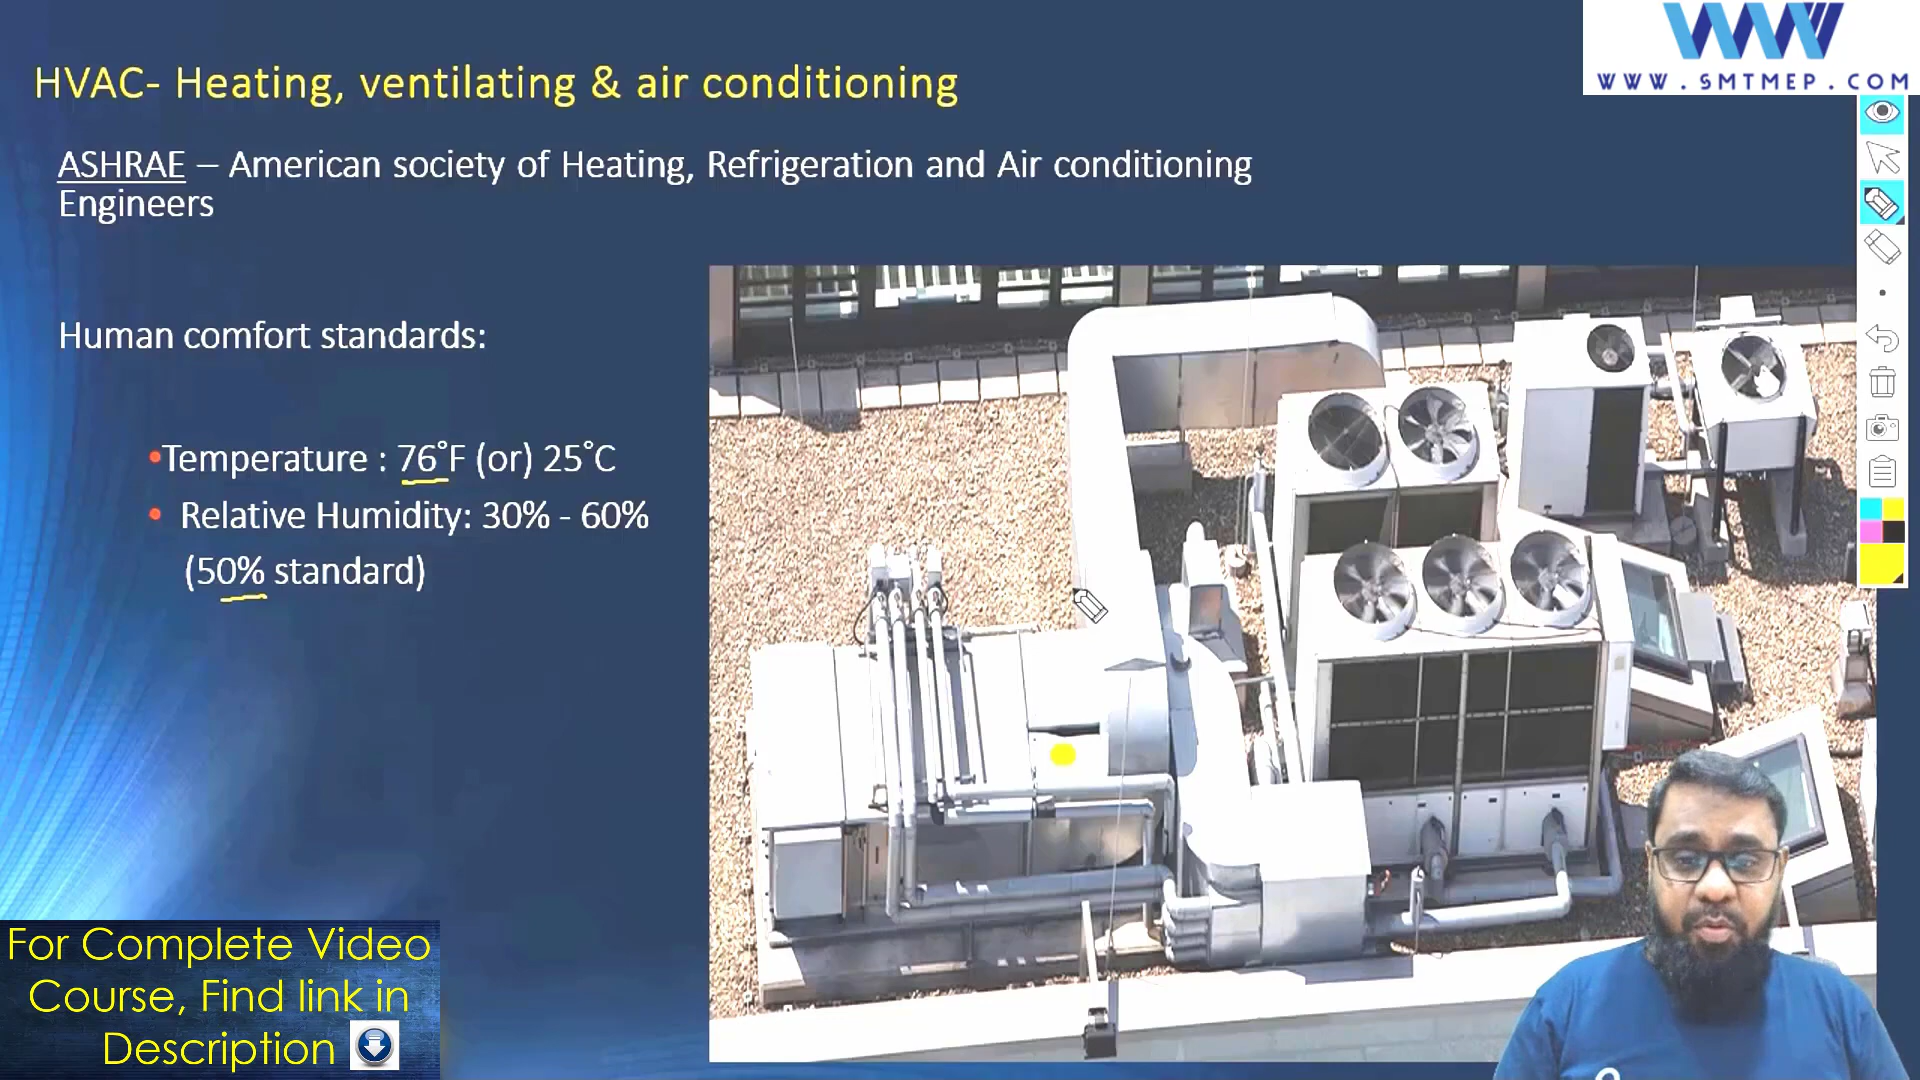 WWW.SMTMEP.COM
HVAC- Heating, ventilating & air conditioning
ASHRAE – American society of Heating, Refrigeration and Air conditioning
Engineers
Human comfort standards:
•Temperature : 76°F (or) 25°C
• Relative Humidity: 30% - 60%
(50% standard)
For Complete Video
Course, Find link in
Description